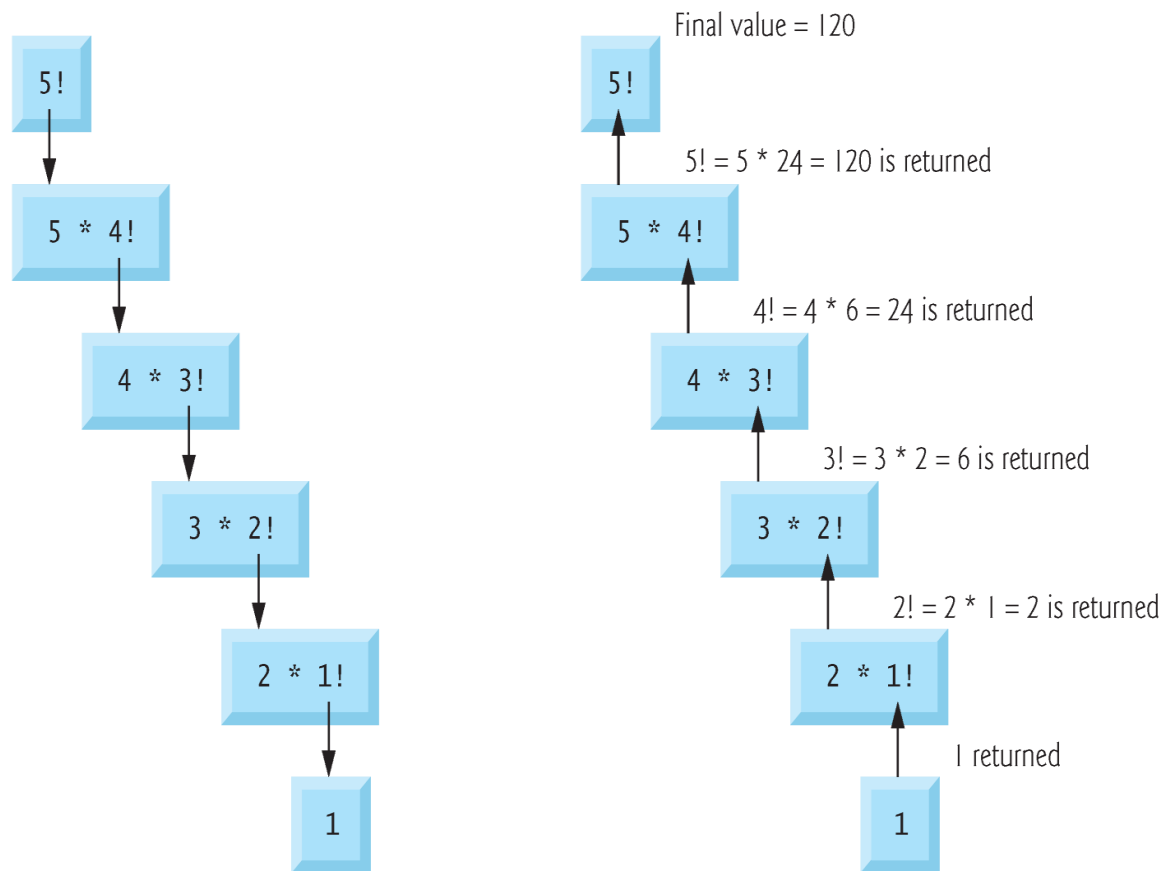 5!
5 * 4!
4 * 3!
3 * 2!
2 * 1!
1
Final value = 120
5!
5! = 5 * 24 = 120 is returned
5 * 4!
4! = 4 * 6 = 24 is returned
4 * 3!
3! = 3 * 2 = 6 is returned
3 * 2!
2! = 2 * 1 = 2 is returned
2 * 1!
1 returned
1